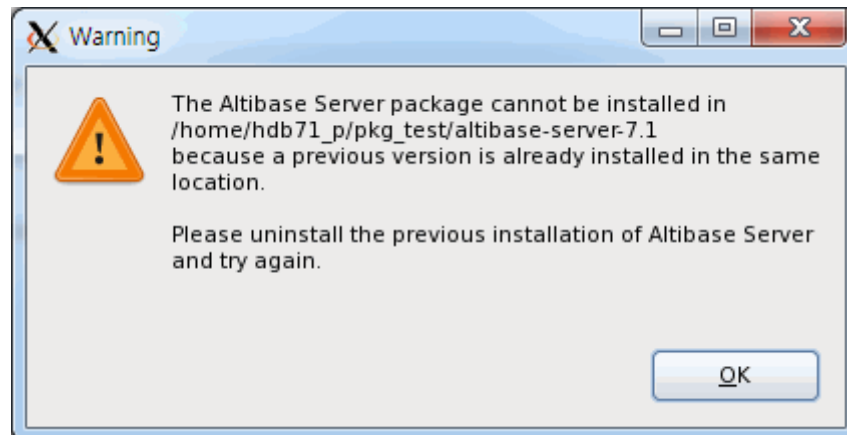 Warning
The Altibase Server package cannot be installed in
/home/hdb71_p/pkg_test/altibase-server-7.1
because a previous version is already installed in the same
location.
Please uninstall the previous installation of Altibase Server
and try again.
OK